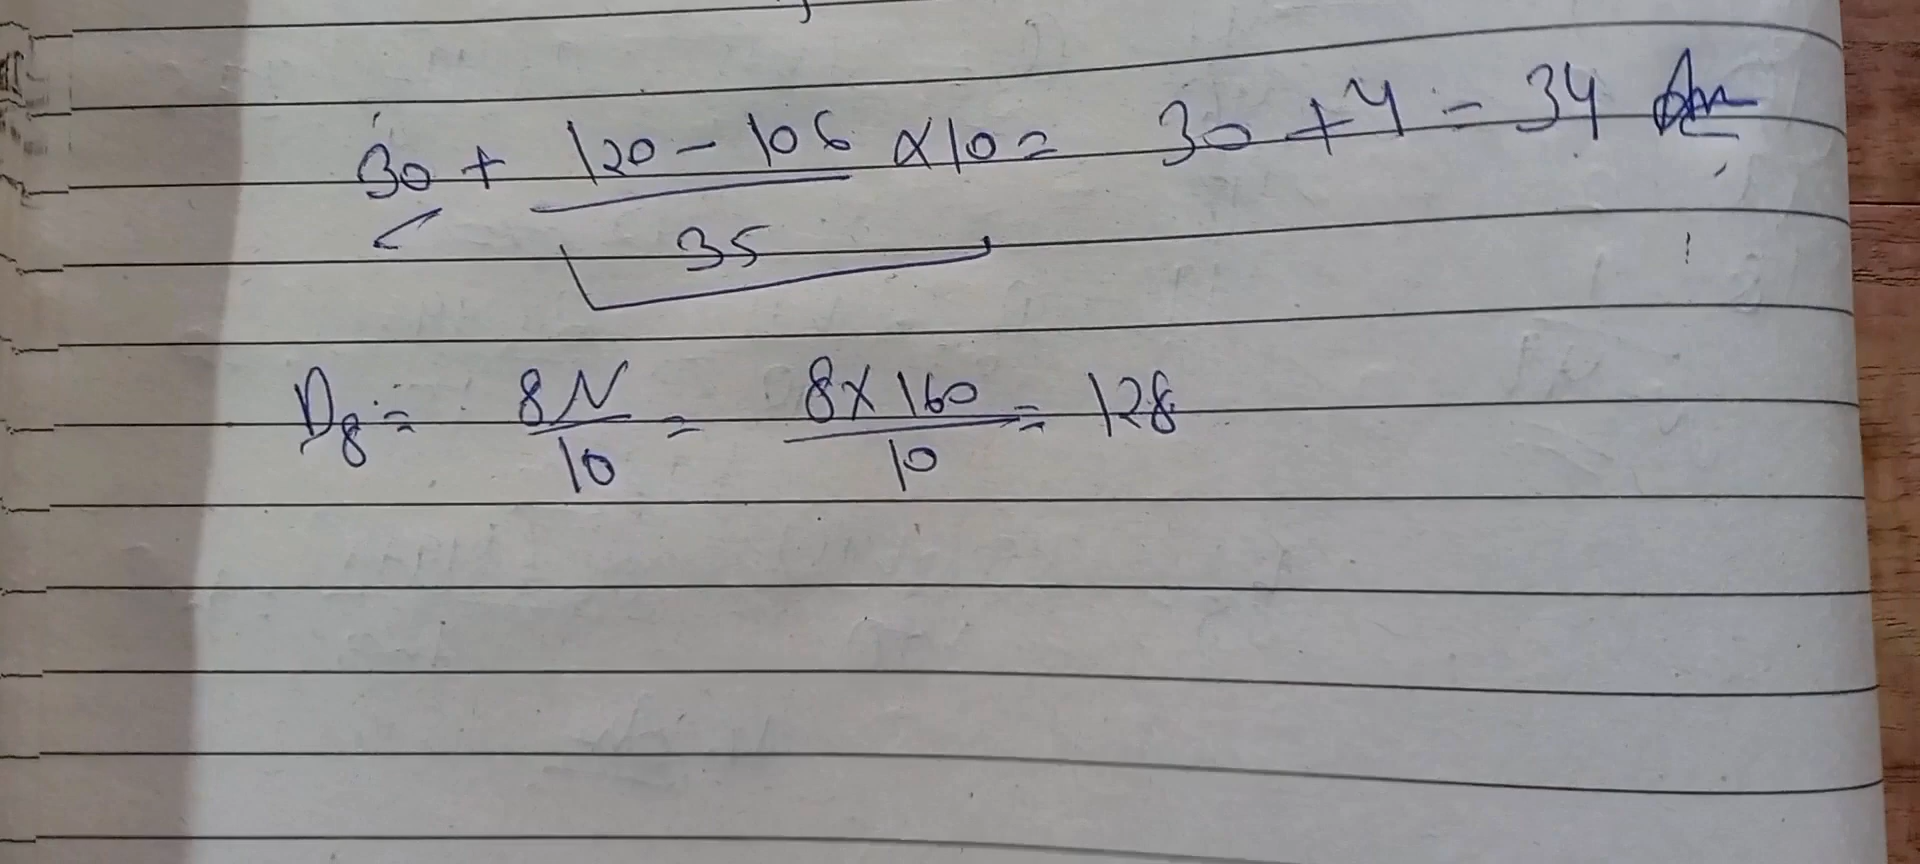 30 + 120 - 106 / 35 × 10 = 30 + 4 = 34 Ans
D8 = 8N / 10 = 8 × 160 / 10 = 128